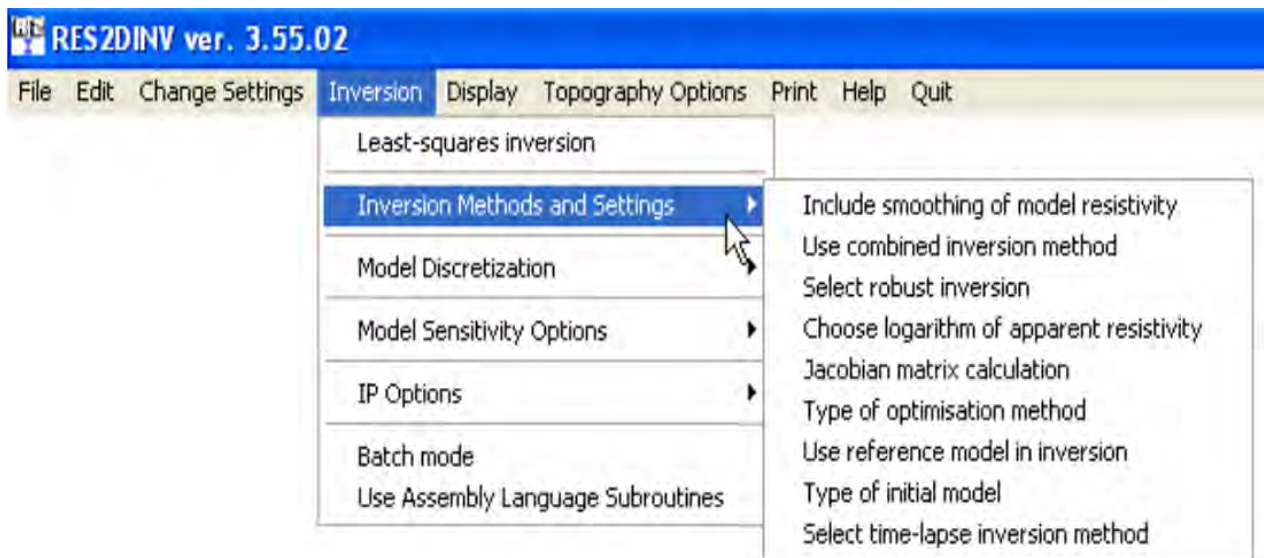 RES2DINV ver. 3.55.02
File Edit Change Settings Inversion Display Topography Options Print Help Quit
Least-squares inversion
Inversion Methods and Settings
Model Discretization
Model Sensitivity Options
IP Options
Batch mode
Use Assembly Language Subroutines
Include smoothing of model resistivity
Use combined inversion method
Select robust inversion
Choose logarithm of apparent resistivity
Jacobian matrix calculation
Type of optimisation method
Use reference model in inversion
Type of initial model
Select time-lapse inversion method